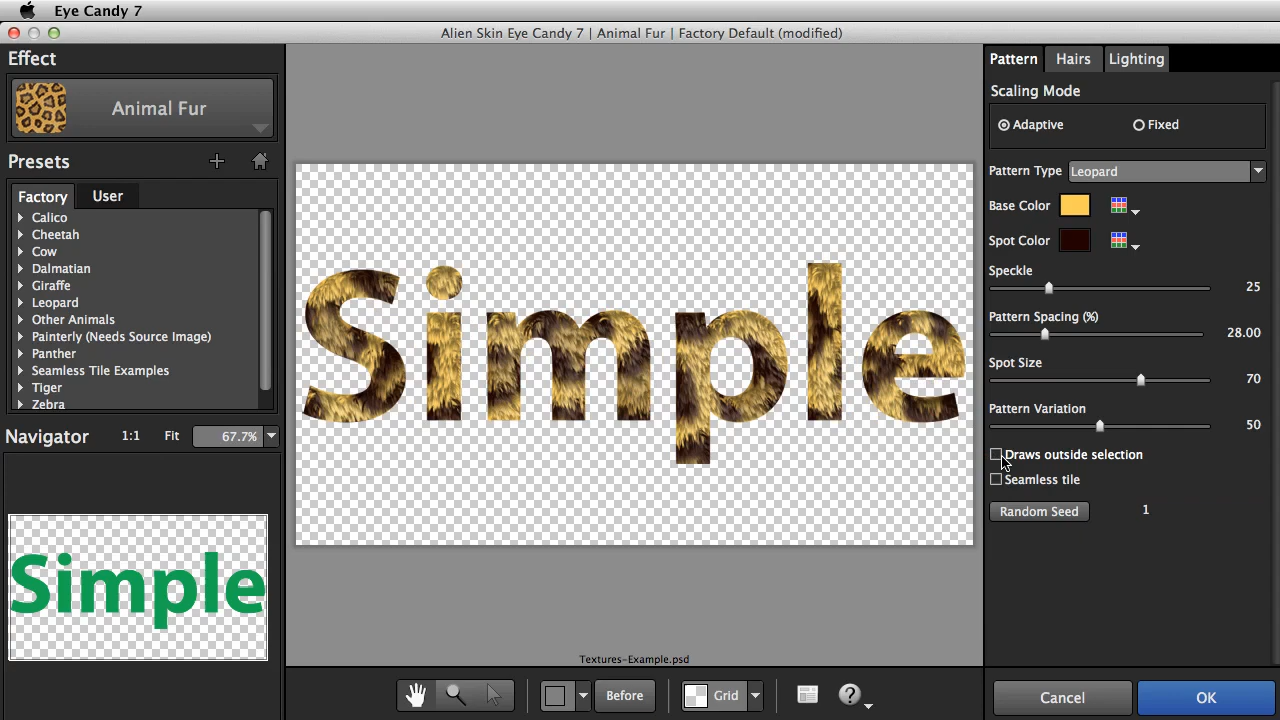 Eye Candy 7
Alien Skin Eye Candy 7 | Animal Fur | Factory Default (modified)
Effect
Animal Fur
Presets
Factory User
Calico
Cheetah
Cow
Dalmatian
Giraffe
Leopard
Other Animals
Painterly (Needs Source Image)
Panther
Seamless Tile Examples
Tiger
Zebra
Navigator 1:1 Fit 67.7%
Simple
Simple
Textures-Example.psd
Before
Grid
?
Pattern Hairs Lighting
Scaling Mode
Adaptive Fixed
Pattern Type Leopard
Base Color
Spot Color
Speckle
25
Pattern Spacing (%)
28.00
Spot Size
70
Pattern Variation
50
Draws outside selection
Seamless tile
Random Seed 1
Cancel OK